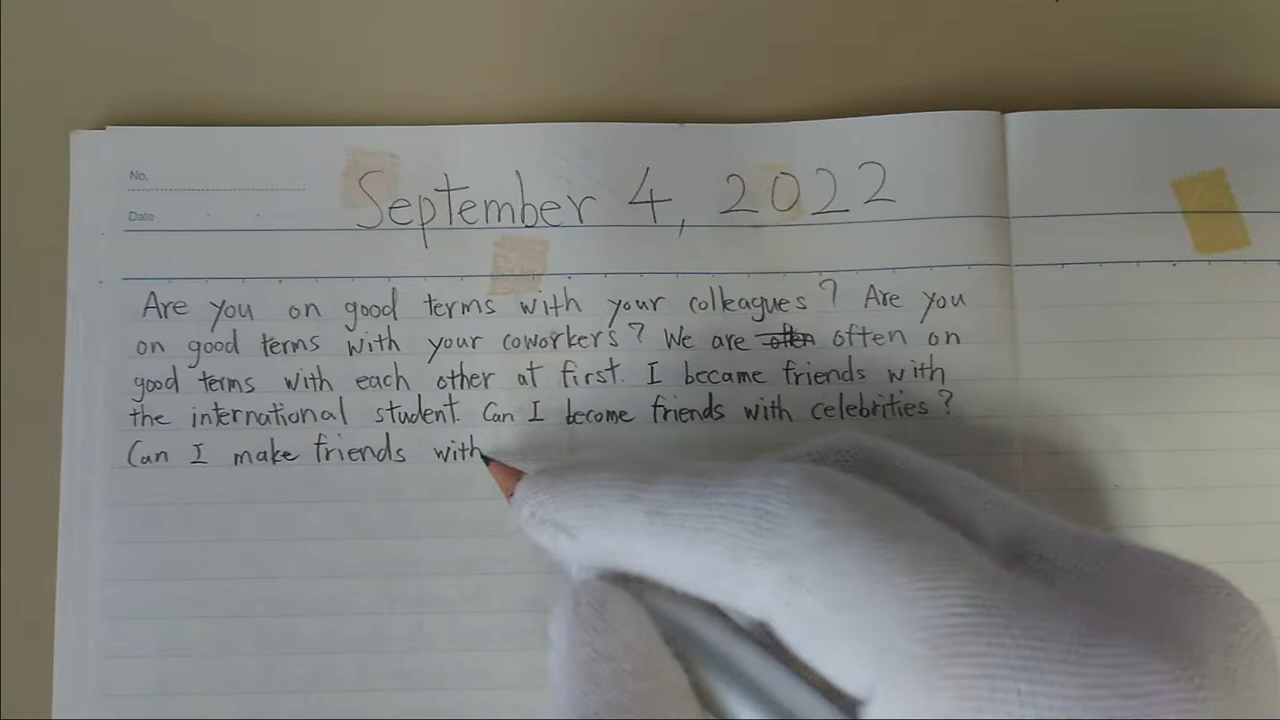 No.
September 4, 2022
Date
Are you on good terms with your colleagues? Are you
on good terms with your coworkers? We are often often on
good terms with each other at first. I became friends with
the international student. Can I become friends with celebrities?
Can I make friends with